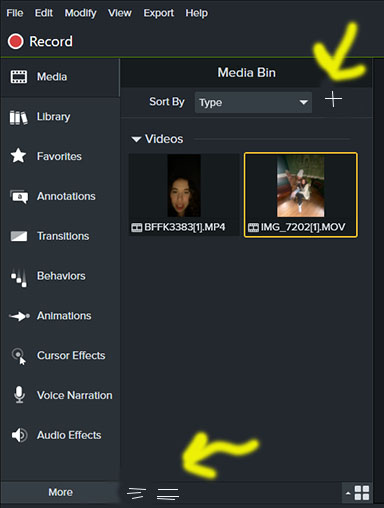 File Edit Modify View Export Help
Record
Media
Media Bin
Sort By Type
Library
Videos
Favorites
Annotations
BFFK3383[1].MP4 IMG_7202[1].MOV
Transitions
Behaviors
Animations
Cursor Effects
Voice Narration
Audio Effects
More